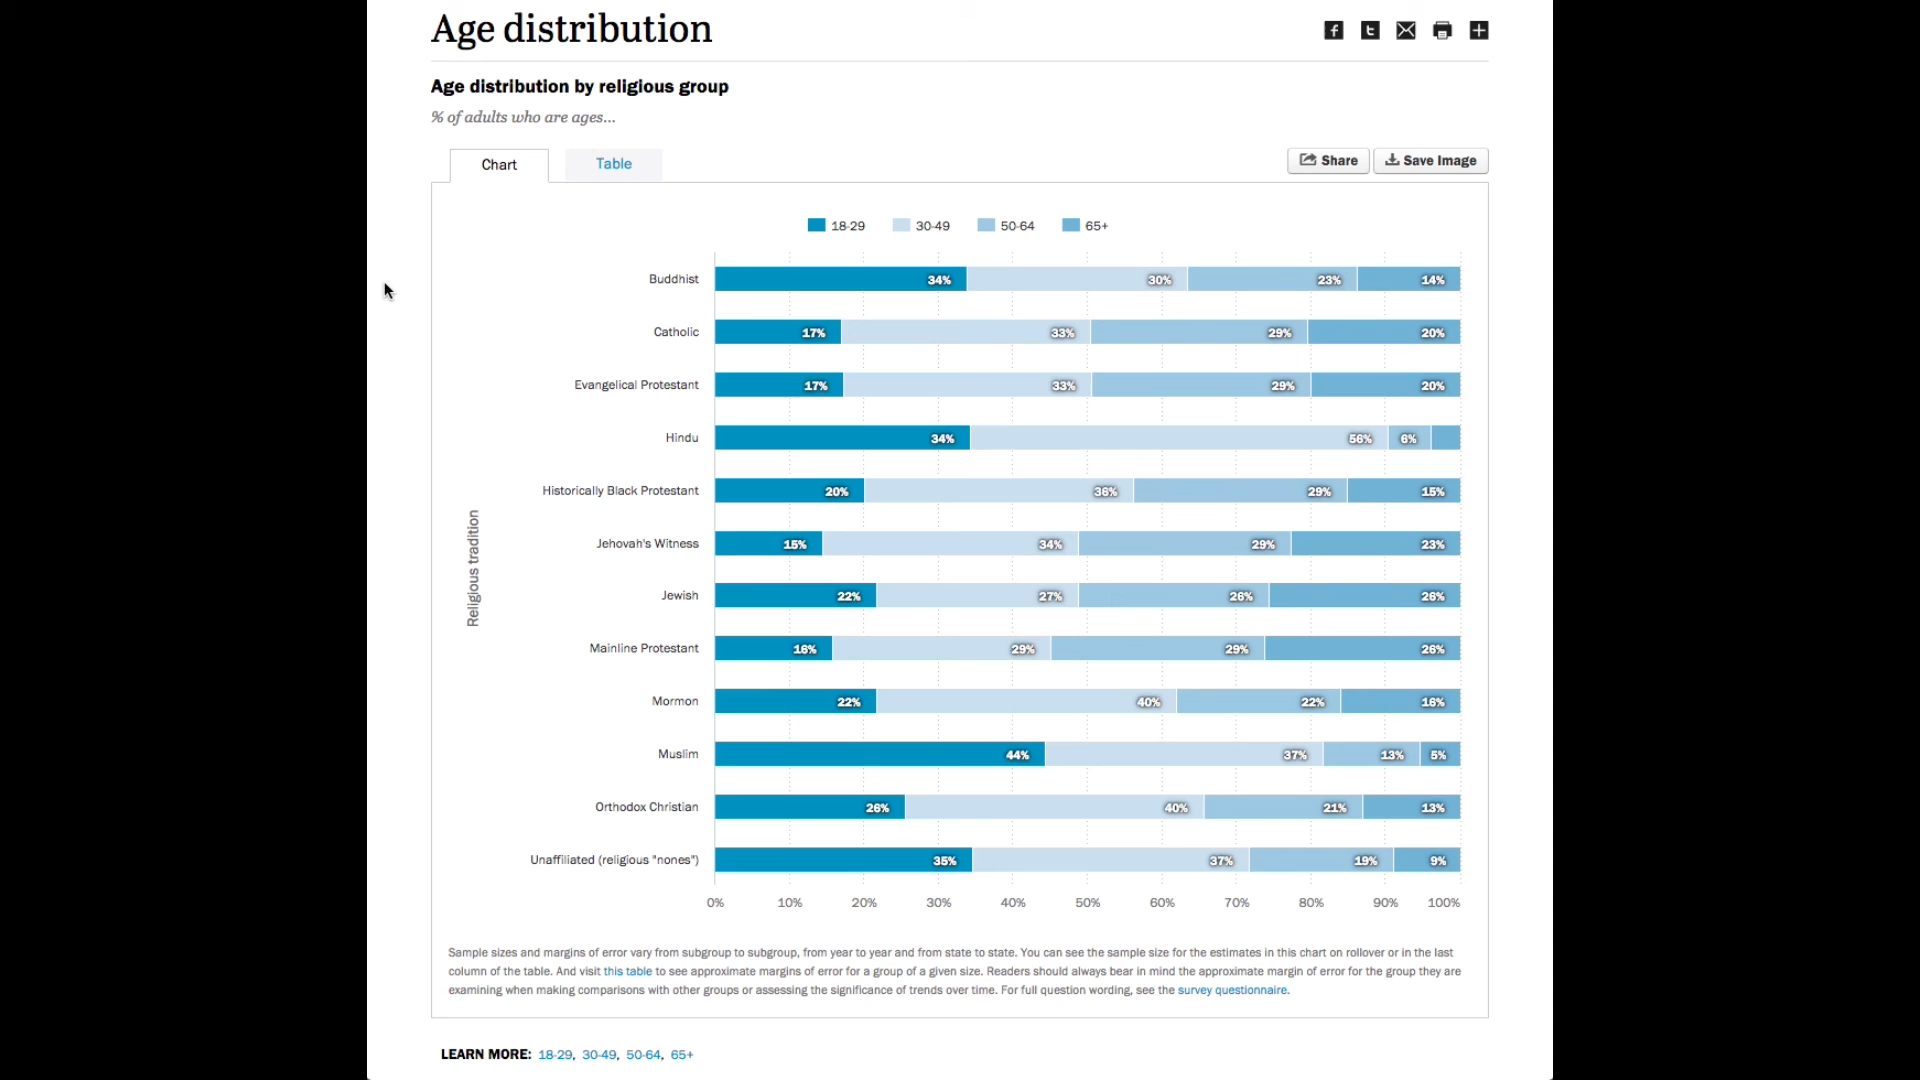 Age distribution
Age distribution by religious group
% of adults who are ages...
Chart
Table
Share
Save Image
18-29 30-49 50-64 65+
Religious tradition
Buddhist 34% 30% 23% 14%
Catholic 17% 33% 29% 20%
Evangelical Protestant 17% 33% 29% 20%
Hindu 34% 56% 6%
Historically Black Protestant 20% 36% 29% 15%
Jehovah's Witness 15% 34% 29% 23%
Jewish 22% 27% 26% 26%
Mainline Protestant 16% 29% 29% 26%
Mormon 22% 40% 22% 16%
Muslim 44% 37% 13% 5%
Orthodox Christian 26% 40% 21% 13%
Unaffiliated (religious "nones") 35% 37% 19% 9%
0% 10% 20% 30% 40% 50% 60% 70% 80% 90% 100%
Sample sizes and margins of error vary from subgroup to subgroup, from year to year and from state to state. You can see the sample size for the estimates in this chart on rollover or in the last
column of the table. And visit this table to see approximate margins of error for a group of a given size. Readers should always bear in mind the approximate margin of error for the group they are
examining when making comparisons with other groups or assessing the significance of trends over time. For full question wording, see the survey questionnaire.
LEARN MORE: 18-29, 30-49, 50-64, 65+